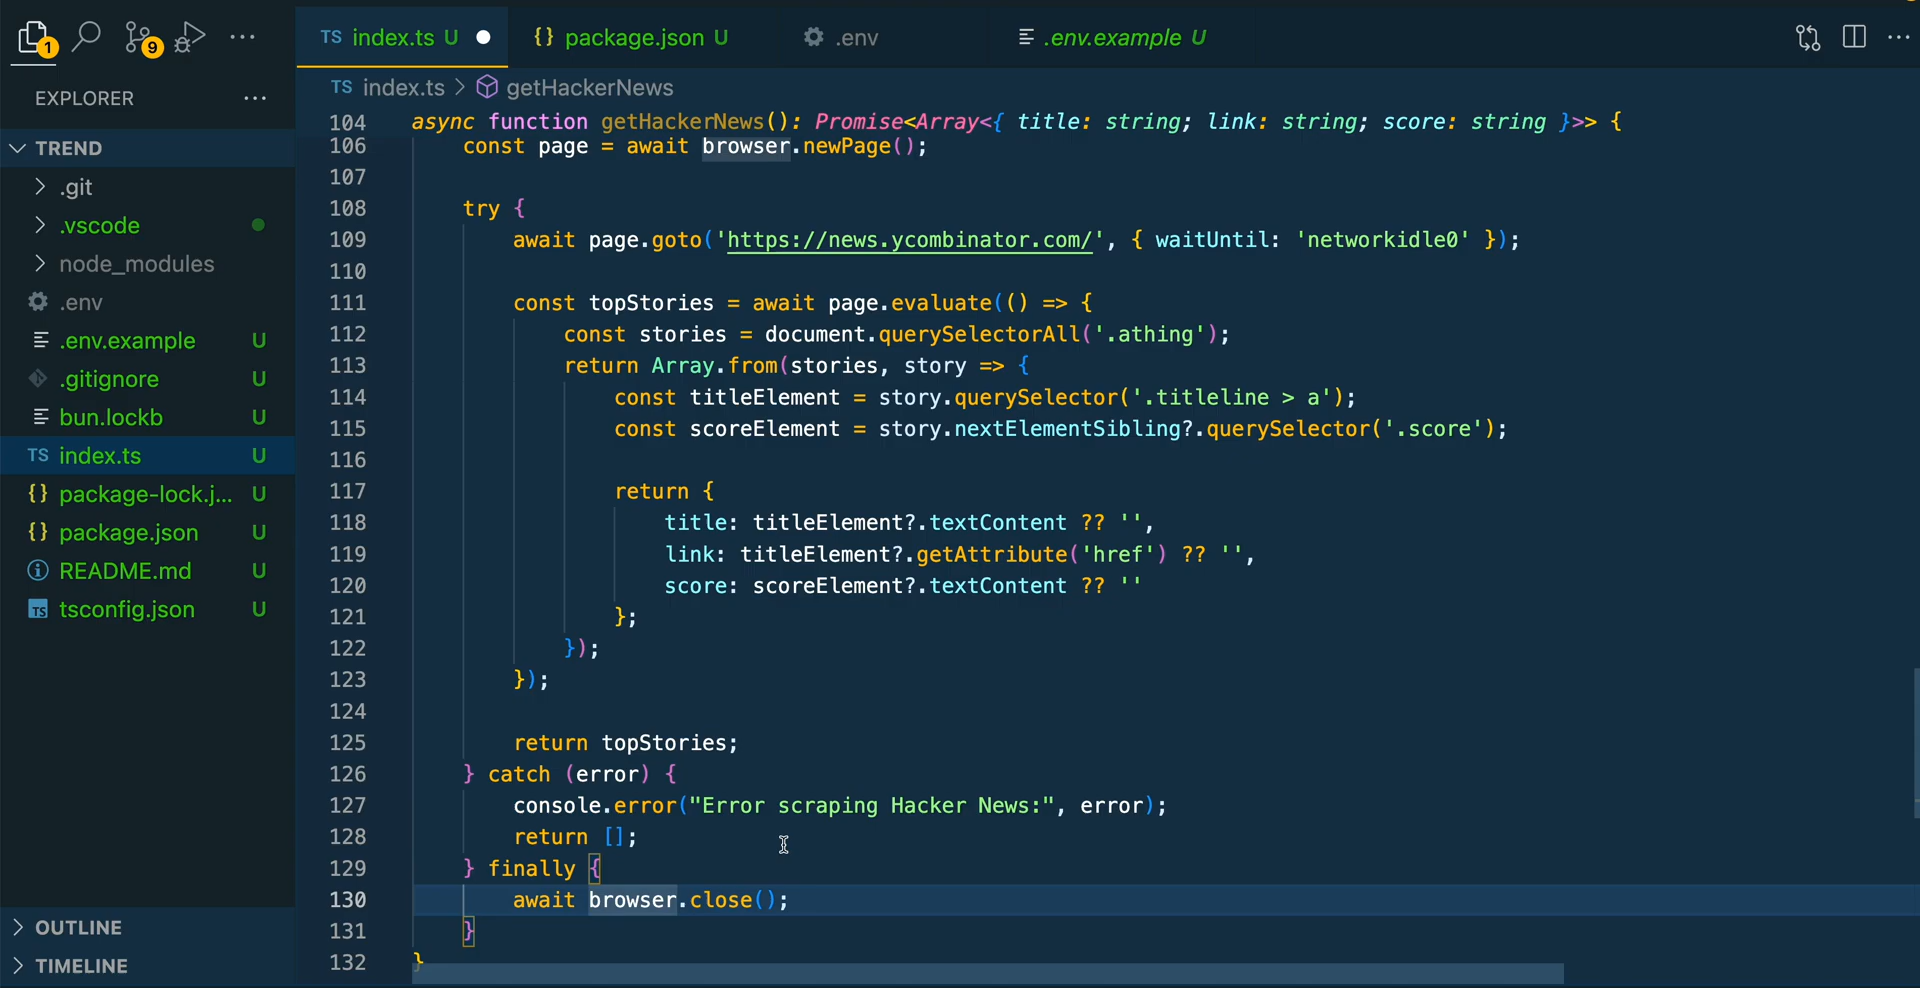 1
9
TS index.ts U
{} package.json U
.env
.env.example U
EXPLORER
TS index.ts > getHackerNews
TREND
.git
.vscode
node_modules
.env
.env.example U
.gitignore U
bun.lockb U
TS index.ts U
{} package-lock.j... U
{} package.json U
README.md U
TS tsconfig.json U
OUTLINE
TIMELINE
104 async function getHackerNews(): Promise<Array<{ title: string; link: string; score: string }>> {
106     const page = await browser.newPage();
107
108     try {
109         await page.goto('https://news.ycombinator.com/', { waitUntil: 'networkidle0' });
110
111         const topStories = await page.evaluate(() => {
112             const stories = document.querySelectorAll('.athing');
113             return Array.from(stories, story => {
114                 const titleElement = story.querySelector('.titleline > a');
115                 const scoreElement = story.nextElementSibling?.querySelector('.score');
116
117                 return {
118                     title: titleElement?.textContent ?? '',
119                     link: titleElement?.getAttribute('href') ?? '',
120                     score: scoreElement?.textContent ?? ''
121                 };
122             });
123         });
124
125         return topStories;
126     } catch (error) {
127         console.error("Error scraping Hacker News:", error);
128         return [];
129     } finally {
130         await browser.close();
131     }
132 }